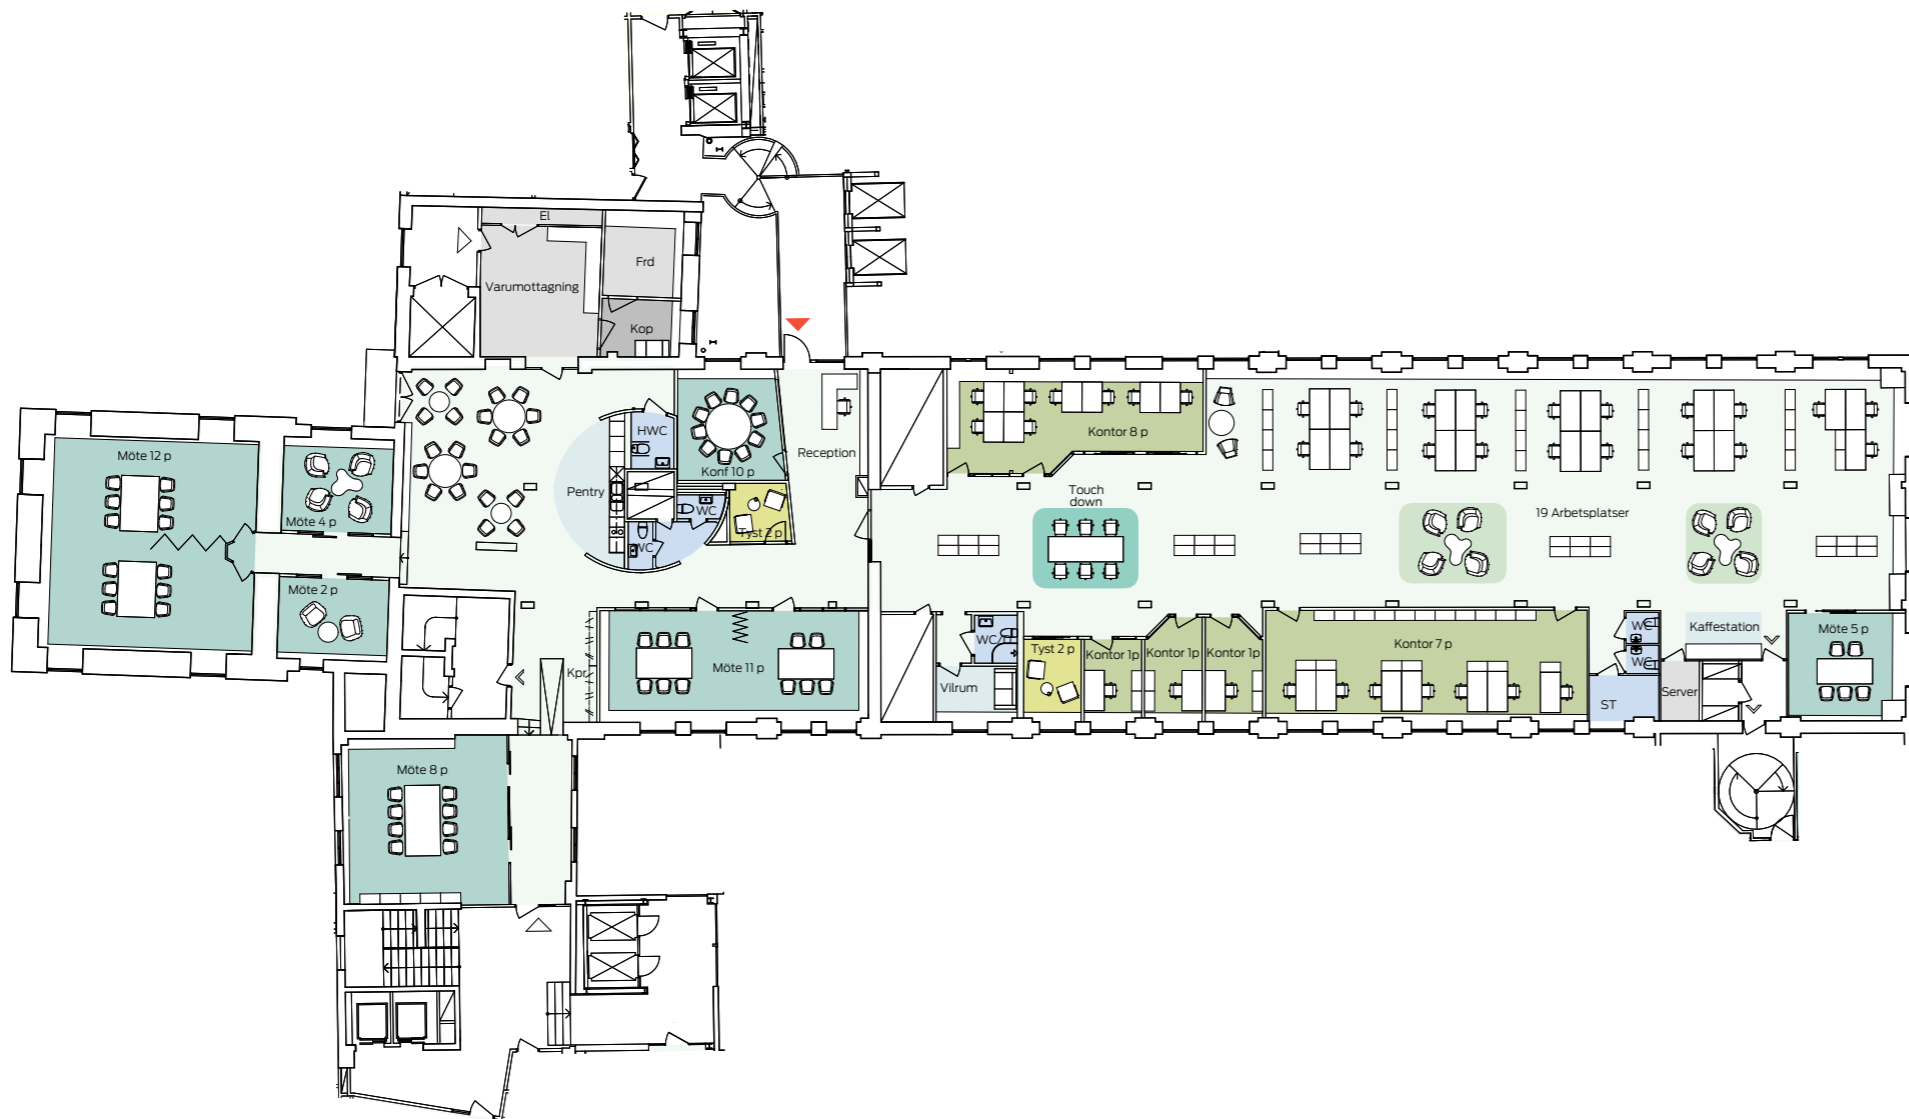 El
Frd
Varumottagning
Kop
HWC
Kontor 8 p
Reception
Möte 12 p
Konf 10 p
Pentry
Touch
down
WC
19 Arbetsplatser
Möte 4 p
Tyst 2 p
WC
Möte 2 p
WC/D
WC
Kaffestation
Möte 5 p
Kontor 7 p
Tyst 2 p
Kontor 1p
Kontor 1p
Kontor 1p
WC
Möte 11 p
Kpr
Vilrum
Server
ST
Möte 8 p